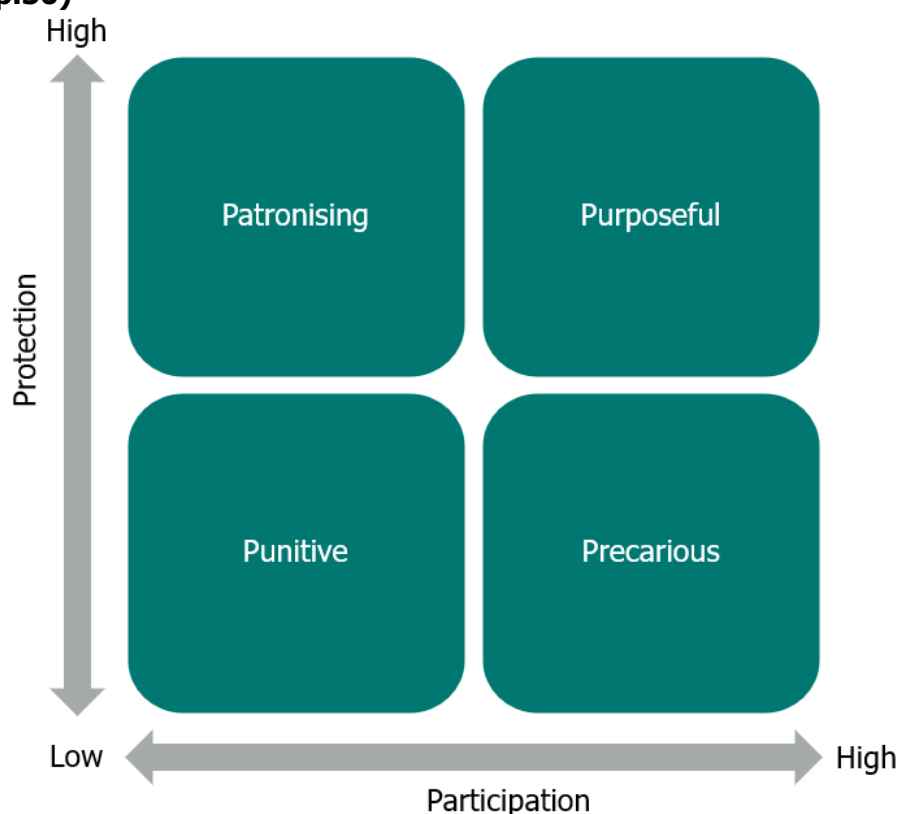 High
Patronising
Purposeful
Protection
Punitive
Precarious
Low
High
Participation